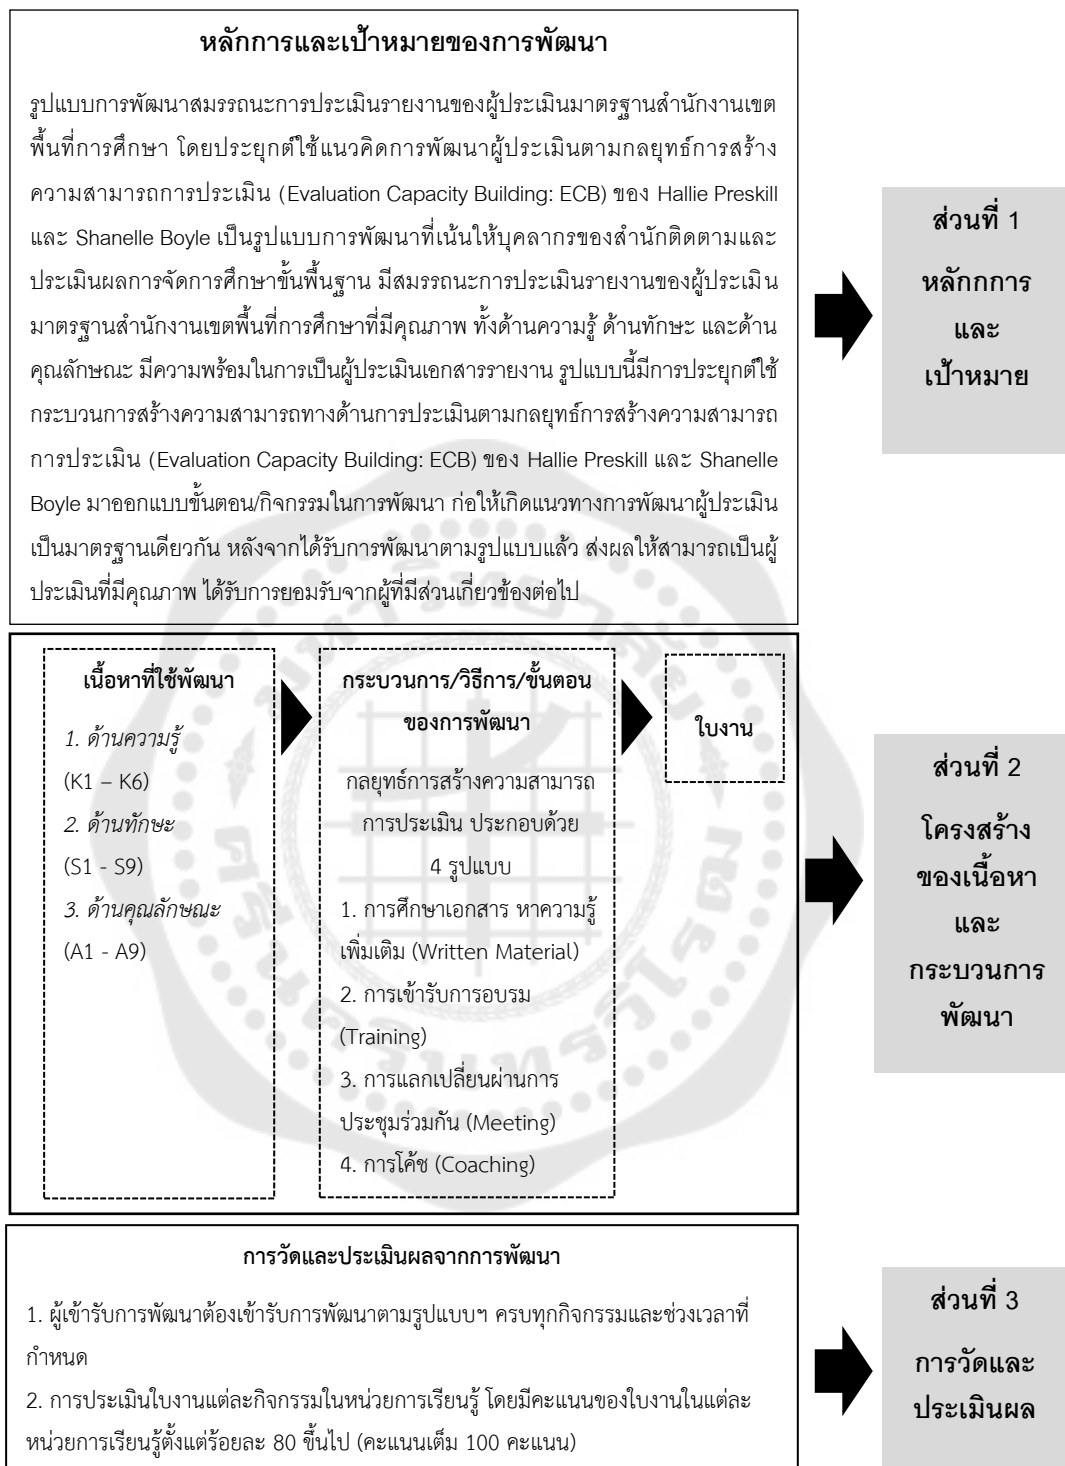 หลักการและเป้าหมายของการพัฒนา
รูปแบบการพัฒนาสมรรถนะการประเมินรายงานของผู้ประเมินมาตรฐานสำนักงานเขต
พื้นที่การศึกษา โดยประยุกต์ใช้แนวคิดการพัฒนาผู้ประเมินตามกลยุทธ์การสร้าง
ความสามารถการประเมิน (Evaluation Capacity Building: ECB) ของ Hallie Preskill
และ Shanelle Boyle เป็นรูปแบบการพัฒนาที่เน้นให้บุคลากรของสำนักติดตามและ
ประเมินผลการจัดการศึกษาขั้นพื้นฐาน มีสมรรถนะการประเมินรายงานของผู้ประเมิน
มาตรฐานสำนักงานเขตพื้นที่การศึกษาที่มีคุณภาพ ทั้งด้านความรู้ ด้านทักษะ และด้าน
คุณลักษณะ มีความพร้อมในการเป็นผู้ประเมินเอกสารรายงาน รูปแบบนี้มีการประยุกต์ใช้
กระบวนการสร้างความสามารถทางด้านการประเมินตามกลยุทธ์การสร้างความสามารถ
การประเมิน (Evaluation Capacity Building: ECB) ของ Hallie Preskill และ Shanelle
Boyle มาออกแบบขั้นตอน/กิจกรรมในการพัฒนา ก่อให้เกิดแนวทางการพัฒนาผู้ประเมิน
เป็นมาตรฐานเดียวกัน หลังจากได้รับการพัฒนาตามรูปแบบแล้ว ส่งผลให้สามารถเป็นผู้
ประเมินที่มีคุณภาพ ได้รับการยอมรับจากผู้ที่มีส่วนเกี่ยวข้องต่อไป
ส่วนที่ 1
หลักกการ
และ
เป้าหมาย
เนื้อหาที่ใช้พัฒนา
1. ด้านความรู้
(K1 – K6)
2. ด้านทักษะ
(S1 - S9)
3. ด้านคุณลักษณะ
(A1 - A9)
กระบวนการ/วิธีการ/ขั้นตอน
ของการพัฒนา
กลยุทธ์การสร้างความสามารถ
การประเมิน ประกอบด้วย
4 รูปแบบ
1. การศึกษาเอกสาร หาความรู้
เพิ่มเติม (Written Material)
2. การเข้ารับการอบรม
(Training)
3. การแลกเปลี่ยนผ่านการ
ประชุมร่วมกัน (Meeting)
4. การโค้ช (Coaching)
ใบงาน
ส่วนที่ 2
โครงสร้าง
ของเนื้อหา
และ
กระบวนการ
พัฒนา
การวัดและประเมินผลจากการพัฒนา
1. ผู้เข้ารับการพัฒนาต้องเข้ารับการพัฒนาตามรูปแบบฯ ครบทุกกิจกรรมและช่วงเวลาที่
กำหนด
2. การประเมินใบงานแต่ละกิจกรรมในหน่วยการเรียนรู้ โดยมีคะแนนของใบงานในแต่ละ
หน่วยการเรียนรู้ตั้งแต่ร้อยละ 80 ขึ้นไป (คะแนนเต็ม 100 คะแนน)
ส่วนที่ 3
การวัดและ
ประเมินผล
มหาวิทยาลัย
ศรีนครินทรวิโรฒ